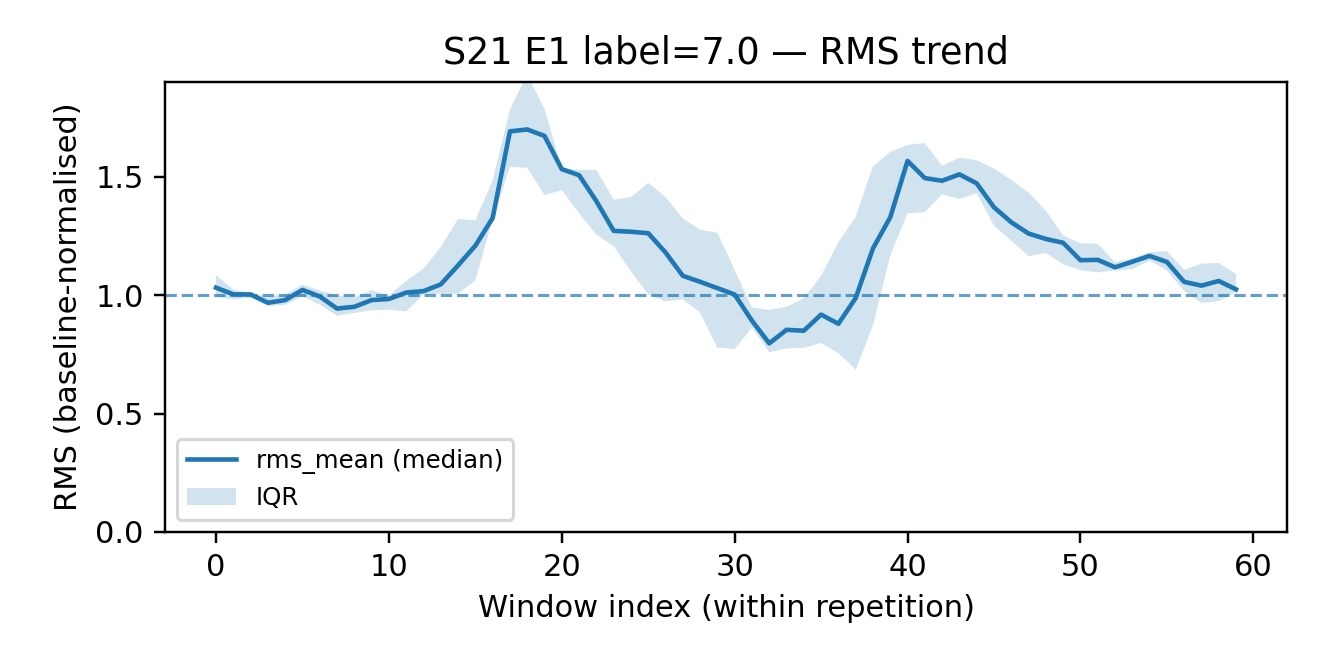 S21 E1 label=7.0 — RMS trend
RMS (baseline-normalised)
1.5
1.0
0.5
0.0
rms_mean (median)
IQR
0 10 20 30 40 50 60
Window index (within repetition)